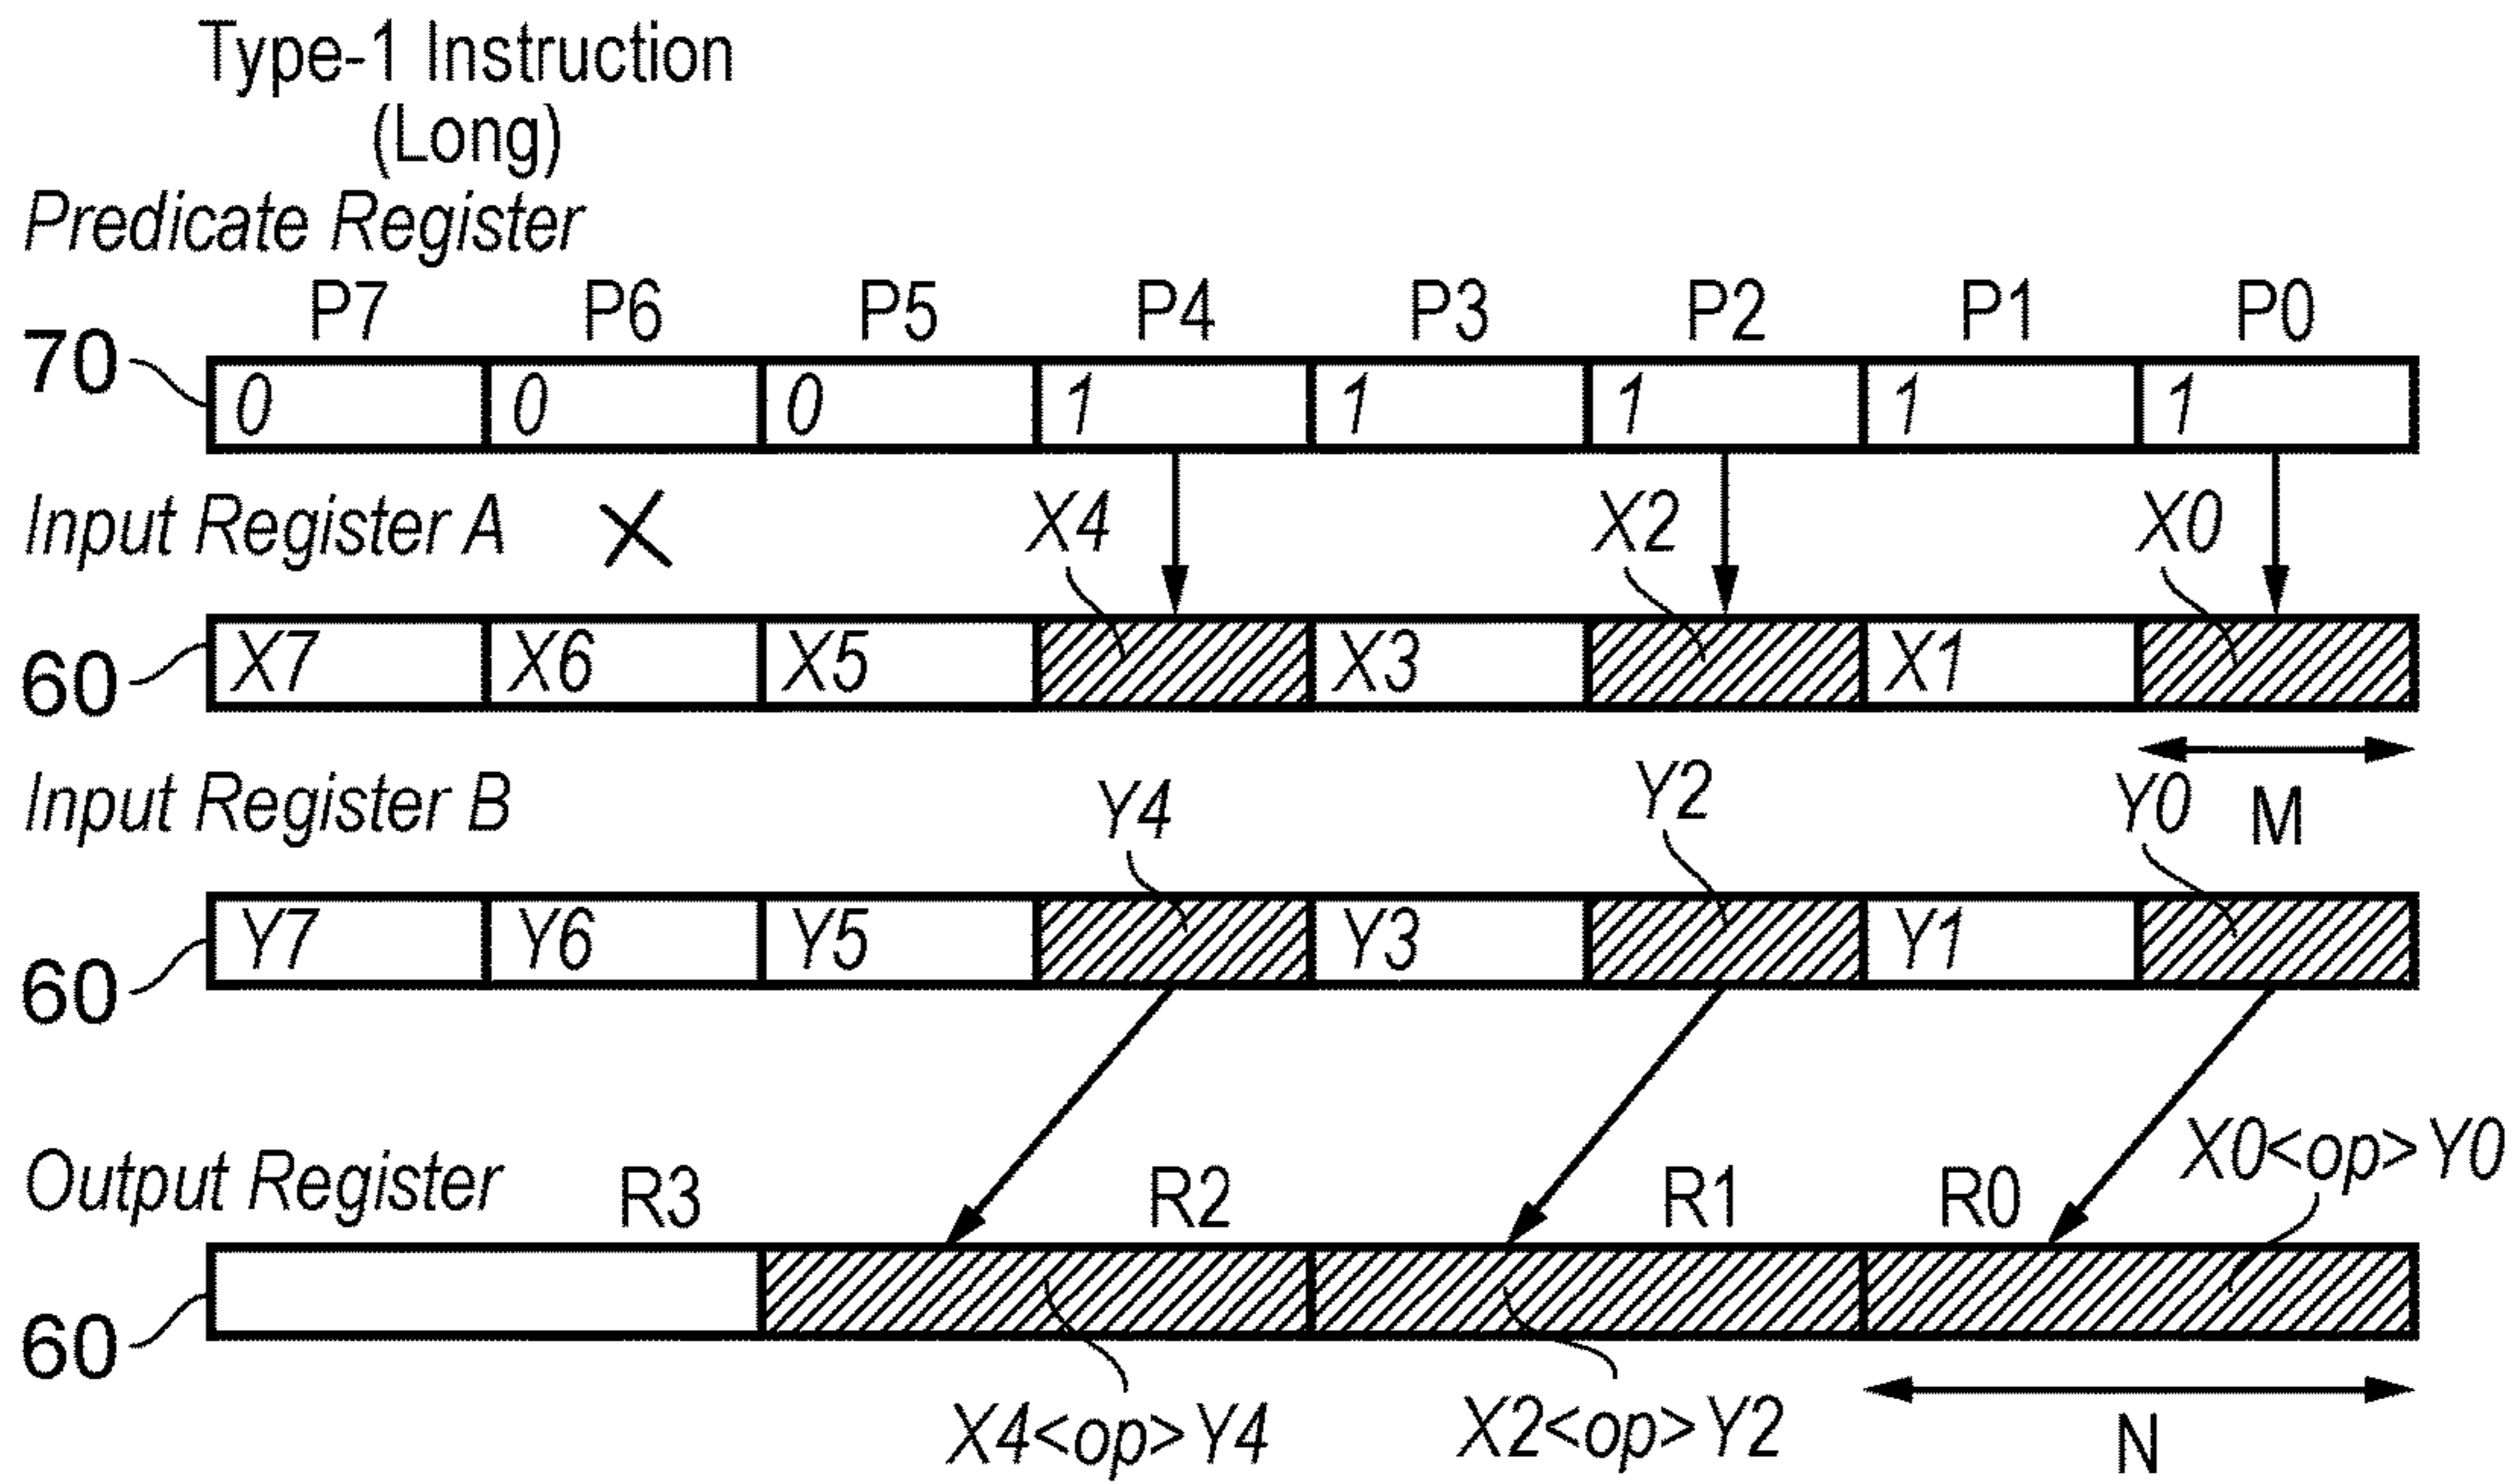 Type-1 Instruction
(Long)
Predicate Register
P7 P6 P5 P4 P3 P2 P1 P0
70
0 0 0 1 1 1 1 1
Input Register A X4 X2 X0
60
X7 X6 X5 X3 X1
Input Register B Y4 Y2 Y0 M
60
Y7 Y6 Y5 Y3 Y1
Output Register R3 R2 R1 R0 X0<op>Y0
60
X4<op>Y4 X2<op>Y2 N